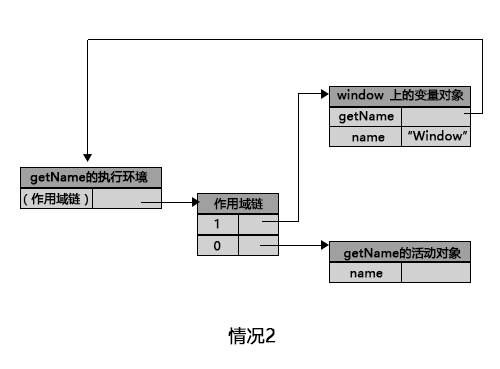 window 上的变量对象
getName
name "Window"
getName的执行环境
（作用域链）
作用域链
1
0
getName的活动对象
name
情况2